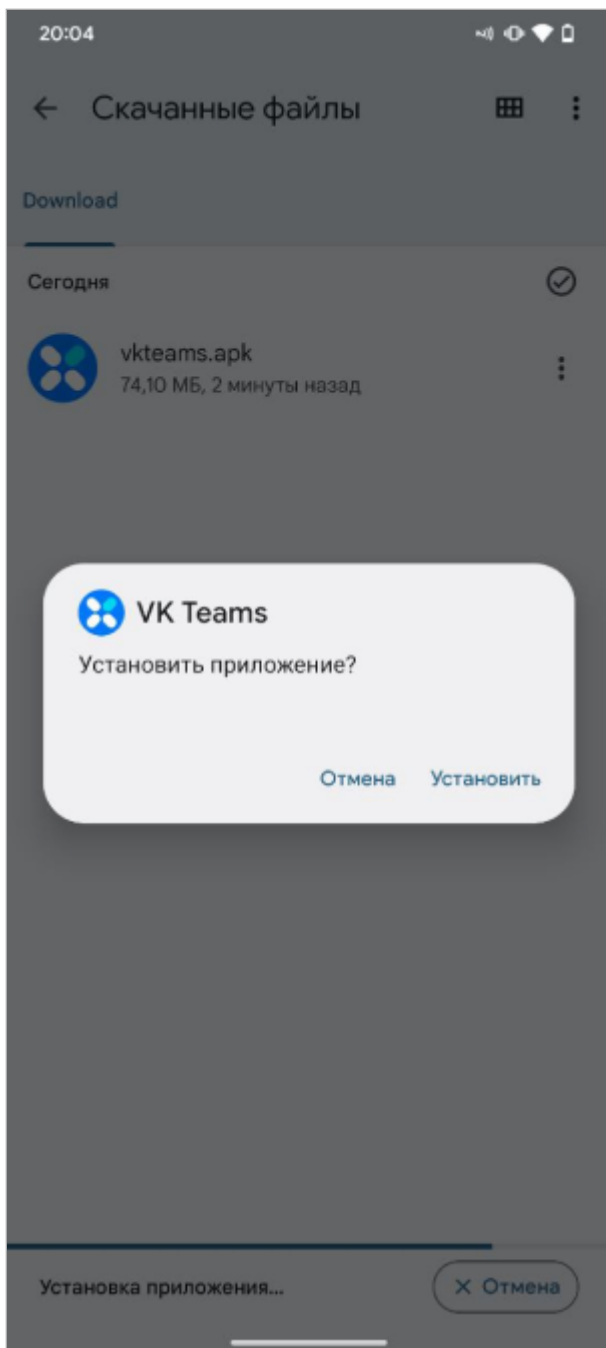 20:04
Скачанные файлы
Download
Сегодня
vkteams.apk
74,10 МБ, 2 минуты назад
VK Teams
Установить приложение?
Отмена Установить
Установка приложения...
Отмена